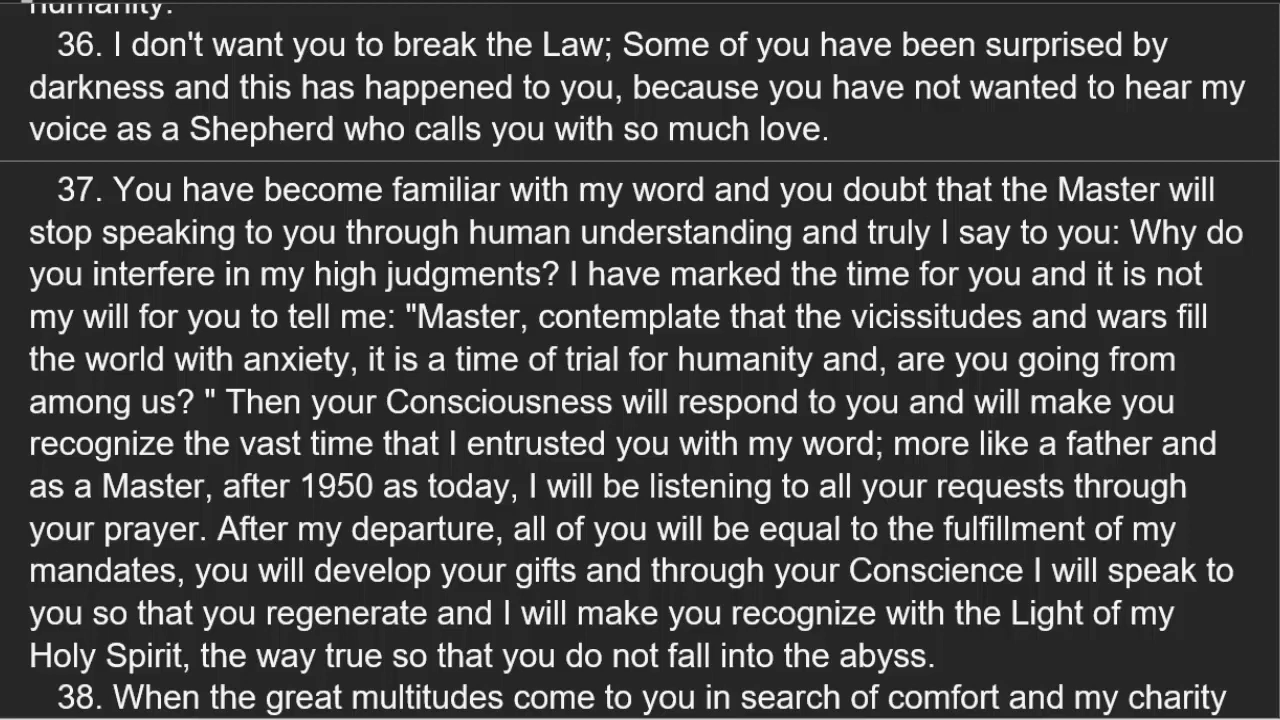 humanity.
36. I don't want you to break the Law; Some of you have been surprised by
darkness and this has happened to you, because you have not wanted to hear my
voice as a Shepherd who calls you with so much love.
37. You have become familiar with my word and you doubt that the Master will
stop speaking to you through human understanding and truly I say to you: Why do
you interfere in my high judgments? I have marked the time for you and it is not
my will for you to tell me: "Master, contemplate that the vicissitudes and wars fill
the world with anxiety, it is a time of trial for humanity and, are you going from
among us? " Then your Consciousness will respond to you and will make you
recognize the vast time that I entrusted you with my word; more like a father and
as a Master, after 1950 as today, I will be listening to all your requests through
your prayer. After my departure, all of you will be equal to the fulfillment of my
mandates, you will develop your gifts and through your Conscience I will speak to
you so that you regenerate and I will make you recognize with the Light of my
Holy Spirit, the way true so that you do not fall into the abyss.
38. When the great multitudes come to you in search of comfort and my charity